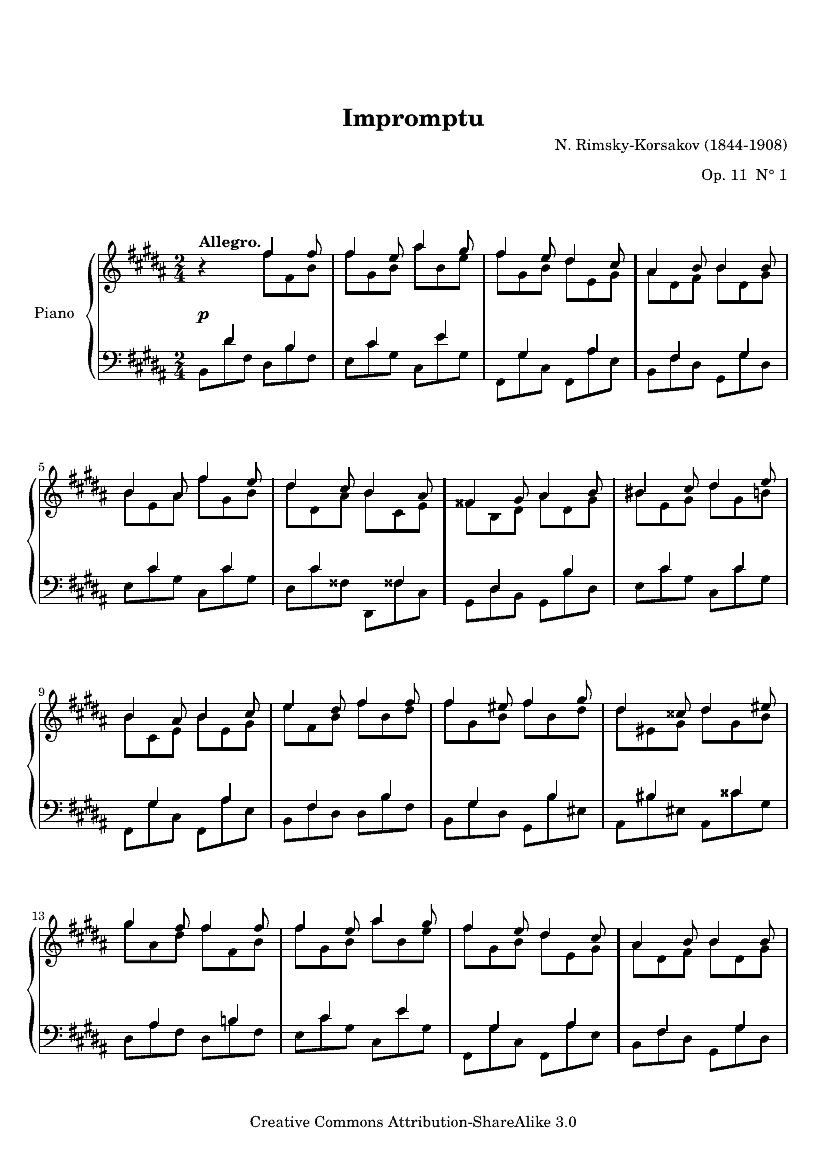 Impromptu
N. Rimsky-Korsakov (1844-1908)
Op. 11 N° 1
Allegro.
Piano
p
5
9
13
Creative Commons Attribution-ShareAlike 3.0